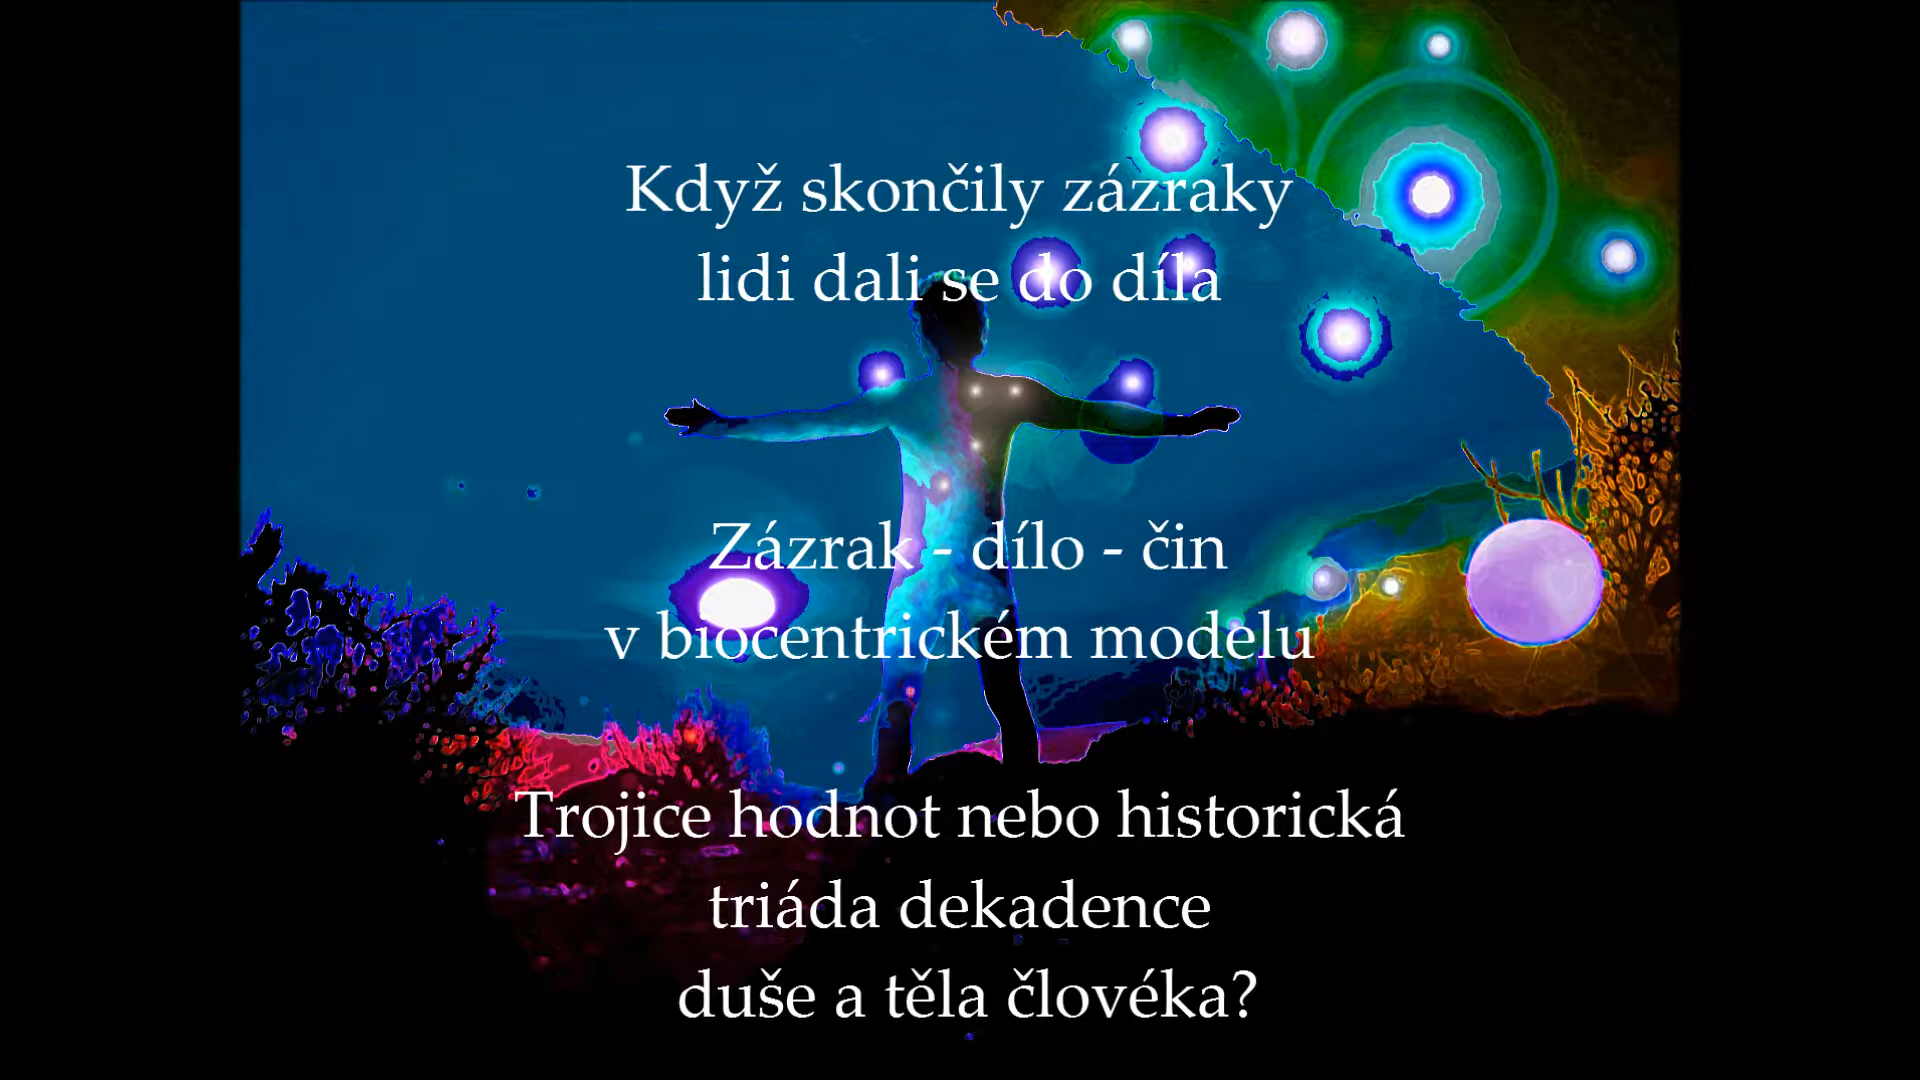 Když skončily zázraky
lidi dali se do díla
Zázrak - dílo - čin
v biocentrickém modelu
Trojice hodnot nebo historická
triáda dekadence
duše a těla člověka?